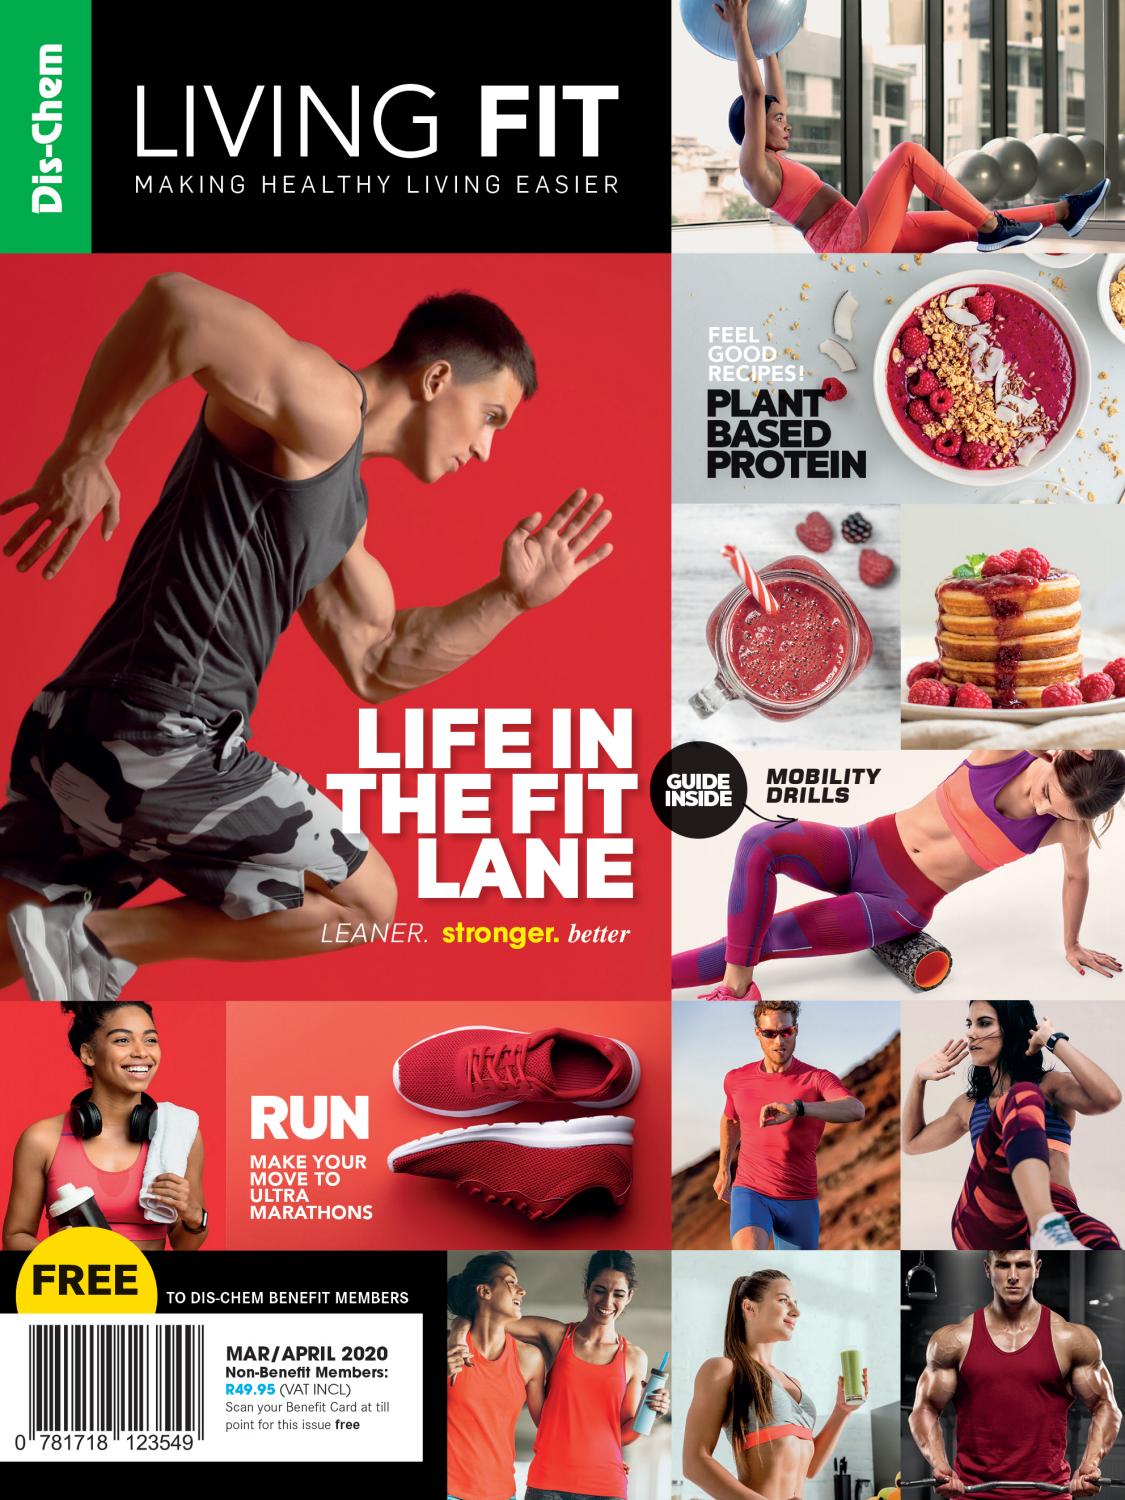 Dis-Chem
LIVING FIT
MAKING HEALTHY LIVING EASIER
FEEL
GOOD
RECIPES!
PLANT
BASED
PROTEIN
LIFE IN
THE FIT
LANE
LEANER. stronger. better
GUIDE
INSIDE
MOBILITY
DRILLS
RUN
MAKE YOUR
MOVE TO
ULTRA
MARATHONS
FREE
TO DIS-CHEM BENEFIT MEMBERS
MAR/APRIL 2020
Non-Benefit Members:
R49.95 (VAT INCL)
Scan your Benefit Card at till
point for this issue free
0 781718 123549